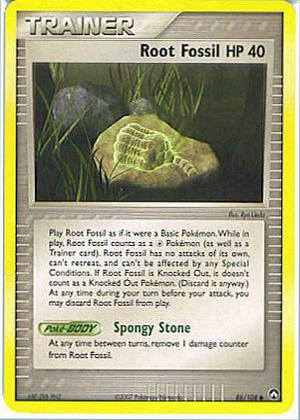 TRAINER
Root Fossil HP 40
Illus. Ryo Ueda
Play Root Fossil as if it were a Basic Pokémon. While in
play, Root Fossil counts as a Pokémon (as well as a
Trainer card). Root Fossil has no attacks of its own,
can't retreat, and can't be affected by any Special
Conditions. If Root Fossil is Knocked Out, it doesn't
count as a Knocked Out Pokémon. (Discard it anyway.)
At any time during your turn before your attack, you
may discard Root Fossil from play.
Poké-BODY Spongy Stone
At any time between turns, remove 1 damage counter
from Root Fossil.
©2007 Pokémon
86/108